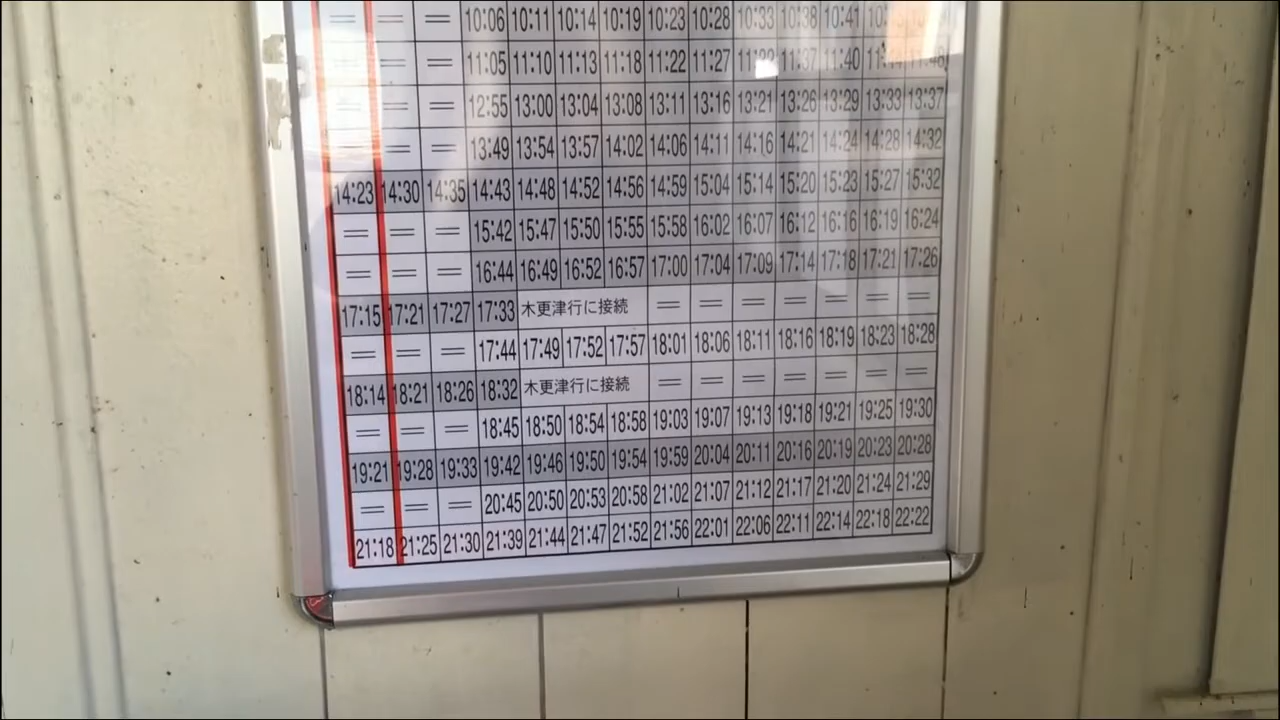 ＝ ＝ ＝ 10:06 10:11 10:14 10:19 10:23 10:28 10:33 10:38 10:41
＝ ＝ 11:05 11:10 11:13 11:18 11:22 11:27 11:37 11:40
＝ ＝ 12:55 13:00 13:04 13:08 13:11 13:16 13:21 13:26 13:29 13:33 13:37
＝ ＝ 13:49 13:54 13:57 14:02 14:06 14:11 14:16 14:21 14:24 14:28 14:32
14:23 14:30 14:35 14:43 14:48 14:52 14:56 14:59 15:04 15:14 15:20 15:23 15:27 15:32
＝ ＝ ＝ 15:42 15:47 15:50 15:55 15:58 16:02 16:07 16:12 16:16 16:19 16:24
＝ ＝ ＝ 16:44 16:49 16:52 16:57 17:00 17:04 17:09 17:14 17:18 17:21 17:26
17:15 17:21 17:27 17:33 木更津行に接続 ＝ ＝ ＝ ＝ ＝ ＝ ＝
＝ ＝ ＝ 17:44 17:49 17:52 17:57 18:01 18:06 18:11 18:16 18:19 18:23 18:28
18:14 18:21 18:26 18:32 木更津行に接続 ＝ ＝ ＝ ＝ ＝ ＝ ＝
＝ ＝ ＝ 18:45 18:50 18:54 18:58 19:03 19:07 19:13 19:18 19:21 19:25 19:30
19:21 19:28 19:33 19:42 19:46 19:50 19:54 19:59 20:04 20:11 20:16 20:19 20:23 20:28
＝ ＝ ＝ 20:45 20:50 20:53 20:58 21:02 21:07 21:12 21:17 21:20 21:24 21:29
21:18 21:25 21:30 21:39 21:44 21:47 21:52 21:56 22:01 22:06 22:11 22:14 22:18 22:22